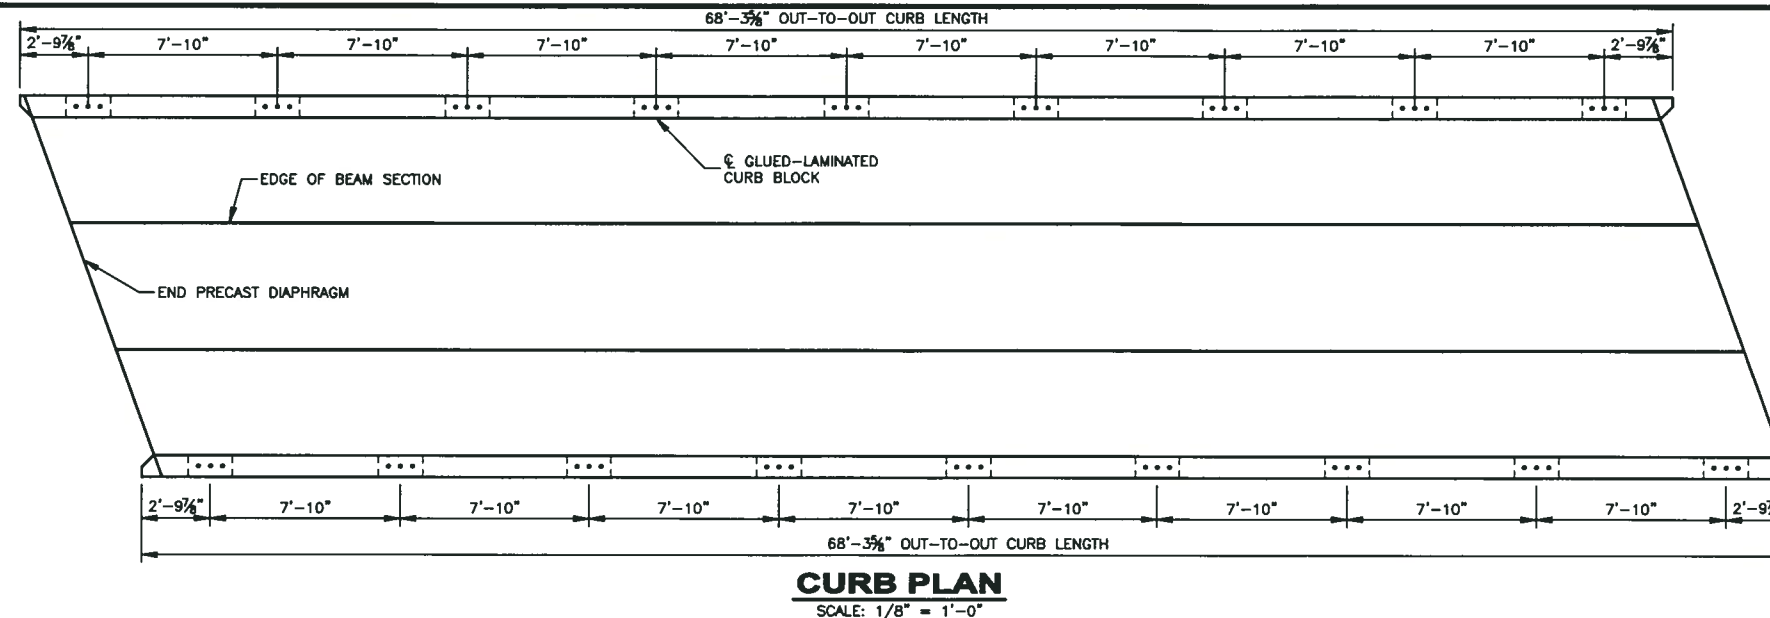 68'-3⅝" OUT-TO-OUT CURB LENGTH
2'-9⅞" 7'-10" 7'-10" 7'-10" 7'-10" 7'-10" 7'-10" 7'-10" 7'-10" 2'-9⅞"
℄ GLUED-LAMINATED
CURB BLOCK
EDGE OF BEAM SECTION
END PRECAST DIAPHRAGM
2'-9⅞" 7'-10" 7'-10" 7'-10" 7'-10" 7'-10" 7'-10" 7'-10" 7'-10" 2'-9⅞
68'-3⅝" OUT-TO-OUT CURB LENGTH
CURB PLAN
SCALE: 1/8" = 1'-0"